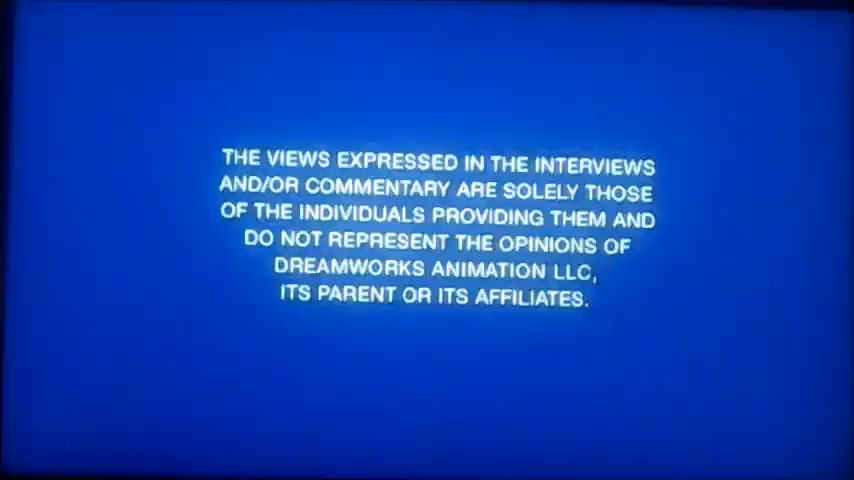 THE VIEWS EXPRESSED IN THE INTERVIEWS
AND/OR COMMENTARY ARE SOLELY THOSE
OF THE INDIVIDUALS PROVIDING THEM AND
DO NOT REPRESENT THE OPINIONS OF
DREAMWORKS ANIMATION LLC,
ITS PARENT OR ITS AFFILIATES.